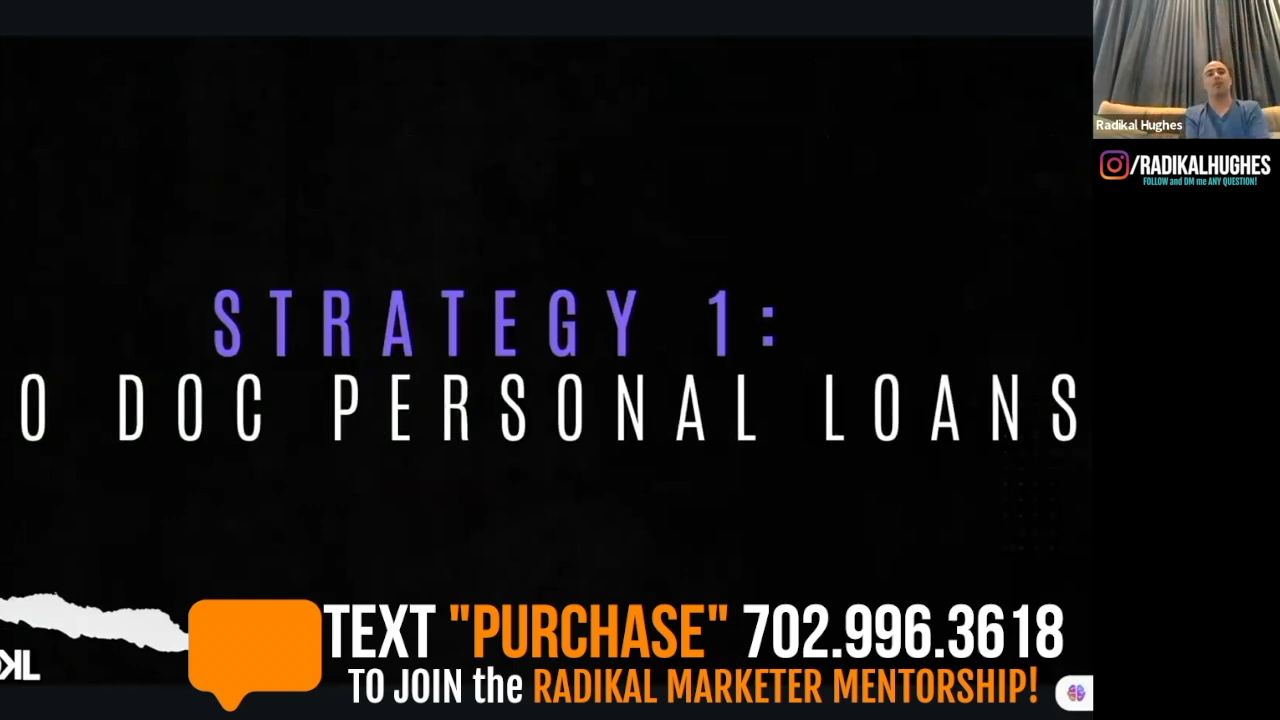 STRATEGY 1:
O DOC PERSONAL LOANS
Radikal Hughes
/RADIKALHUGHES
FOLLOW and DM me ANY QUESTION!
TEXT "PURCHASE" 702.996.3618
TO JOIN the RADIKAL MARKETER MENTORSHIP!